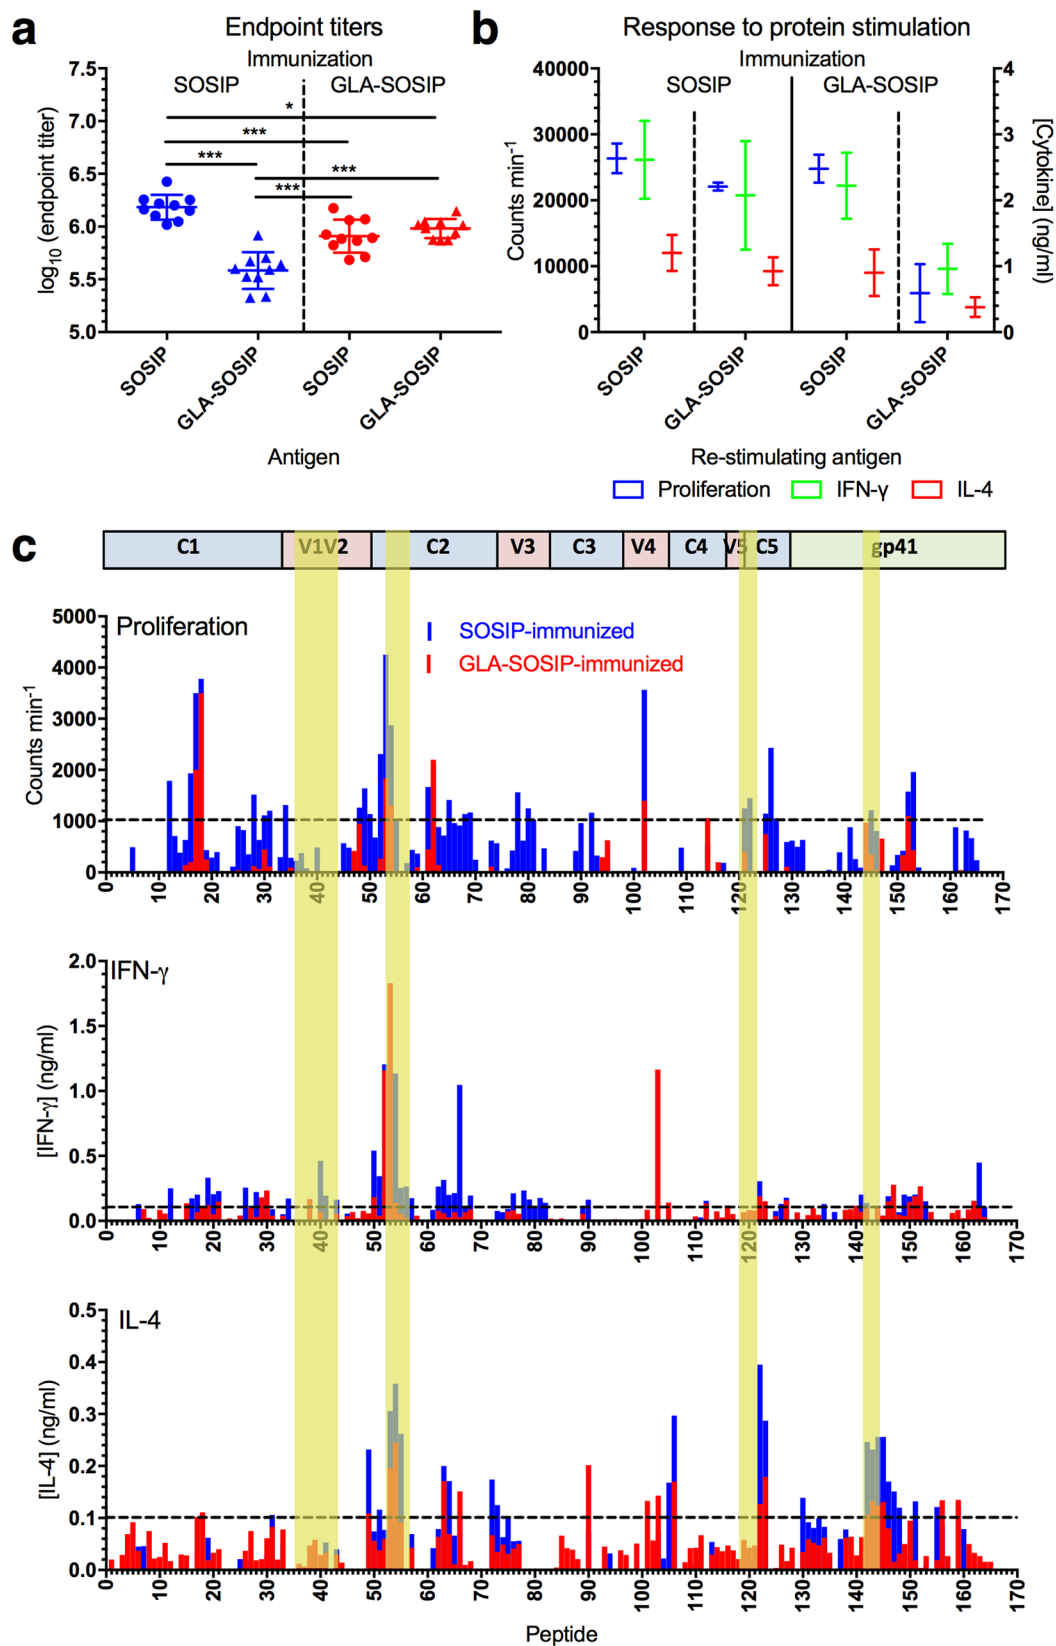 a
Endpoint titers
Immunization
SOSIP
GLA-SOSIP
7.5
7.0
6.5
6.0
5.5
5.0
log10 (endpoint titer)
*
***
***
***
***
SOSIP
GLA-SOSIP
SOSIP
GLA-SOSIP
Antigen
b
Response to protein stimulation
Immunization
SOSIP
GLA-SOSIP
40000
30000
20000
10000
0
Counts min-1
4
3
2
1
0
[Cytokine] (ng/ml)
SOSIP
GLA-SOSIP
SOSIP
GLA-SOSIP
Re-stimulating antigen
Proliferation IFN-γ IL-4
c
C1 V1V2 C2 V3 C3 V4 C4 V5 C5 gp41
Proliferation
SOSIP-immunized
GLA-SOSIP-immunized
5000
4000
3000
2000
1000
0
Counts min-1
0 10 20 30 40 50 60 70 80 90 100 110 120 130 140 150 160 170
IFN-γ
2.0
1.5
1.0
0.5
0.0
[IFN-γ] (ng/ml)
0 10 20 30 40 50 60 70 80 90 100 110 120 130 140 150 160 170
IL-4
0.5
0.4
0.3
0.2
0.1
0.0
[IL-4] (ng/ml)
0 10 20 30 40 50 60 70 80 90 100 110 120 130 140 150 160 170
Peptide